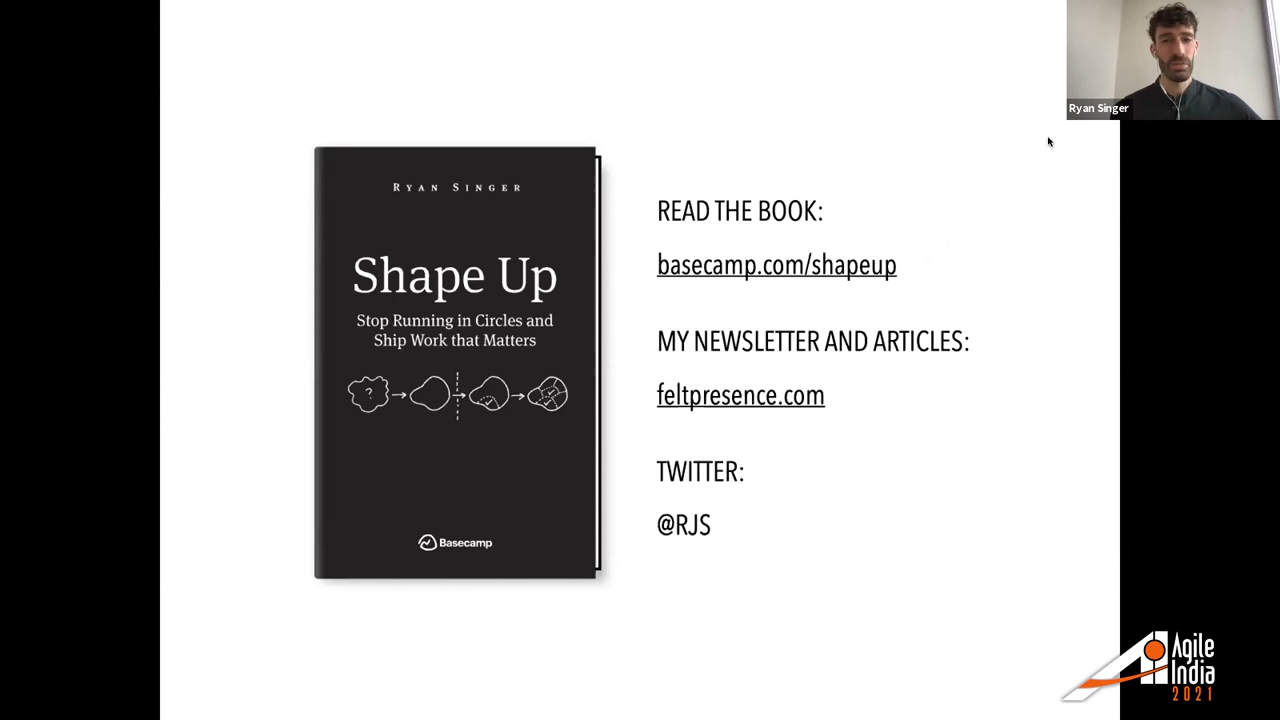 Ryan Singer
RYAN SINGER
Shape Up
Stop Running in Circles and
Ship Work that Matters
?
Basecamp
READ THE BOOK:
basecamp.com/shapeup
MY NEWSLETTER AND ARTICLES:
feltpresence.com
TWITTER:
@RJS
Agile
India
2021